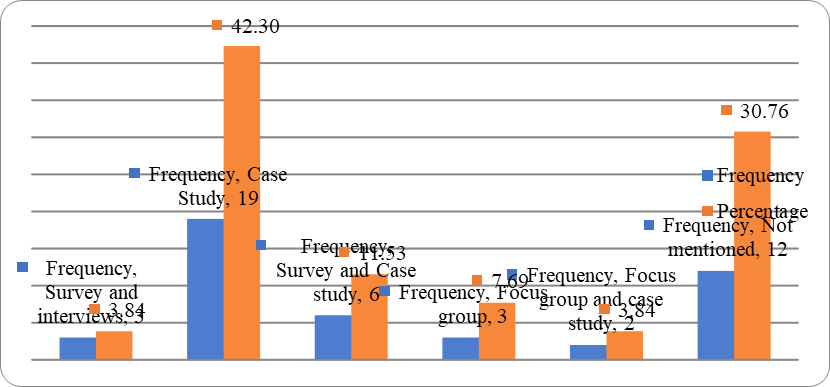 42.30
30.76
Frequency, Case
Study, 19
Frequency
Percentage
Frequency, Not
mentioned, 12
Frequency,
Survey and Case
study, 6
11.53
Frequency,
Survey and
interviews, 3
3.84
Frequency, Focus
group, 3
7.69
Frequency, Focus
group and case
study, 2
3.84